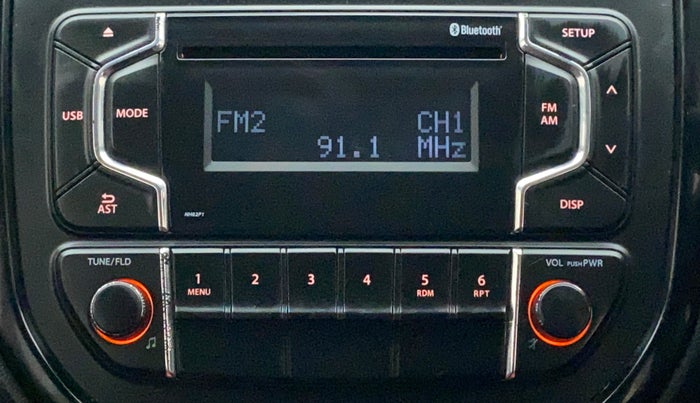 Bluetooth
SETUP
USB
MODE
FM2 CH1
91.1 MHz
FM
AM
AST
DISP
TUNE/FLD
1
MENU
2
3
4
5
RDM
6
RPT
VOL PUSH PWR